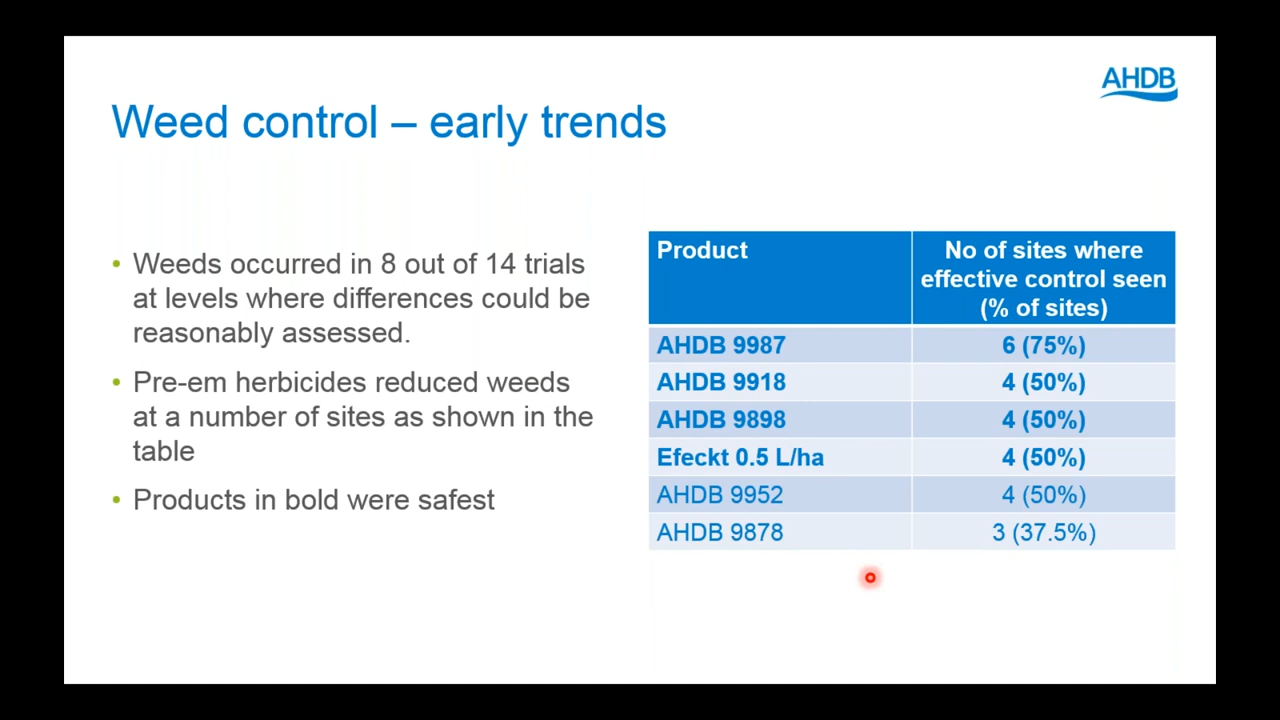 AHDB
Weed control – early trends
• Weeds occurred in 8 out of 14 trials
at levels where differences could be
reasonably assessed.
• Pre-em herbicides reduced weeds
at a number of sites as shown in the
table
• Products in bold were safest
Product
No of sites where
effective control seen
(% of sites)
AHDB 9987 6 (75%)
AHDB 9918 4 (50%)
AHDB 9898 4 (50%)
Efeckt 0.5 L/ha 4 (50%)
AHDB 9952 4 (50%)
AHDB 9878 3 (37.5%)